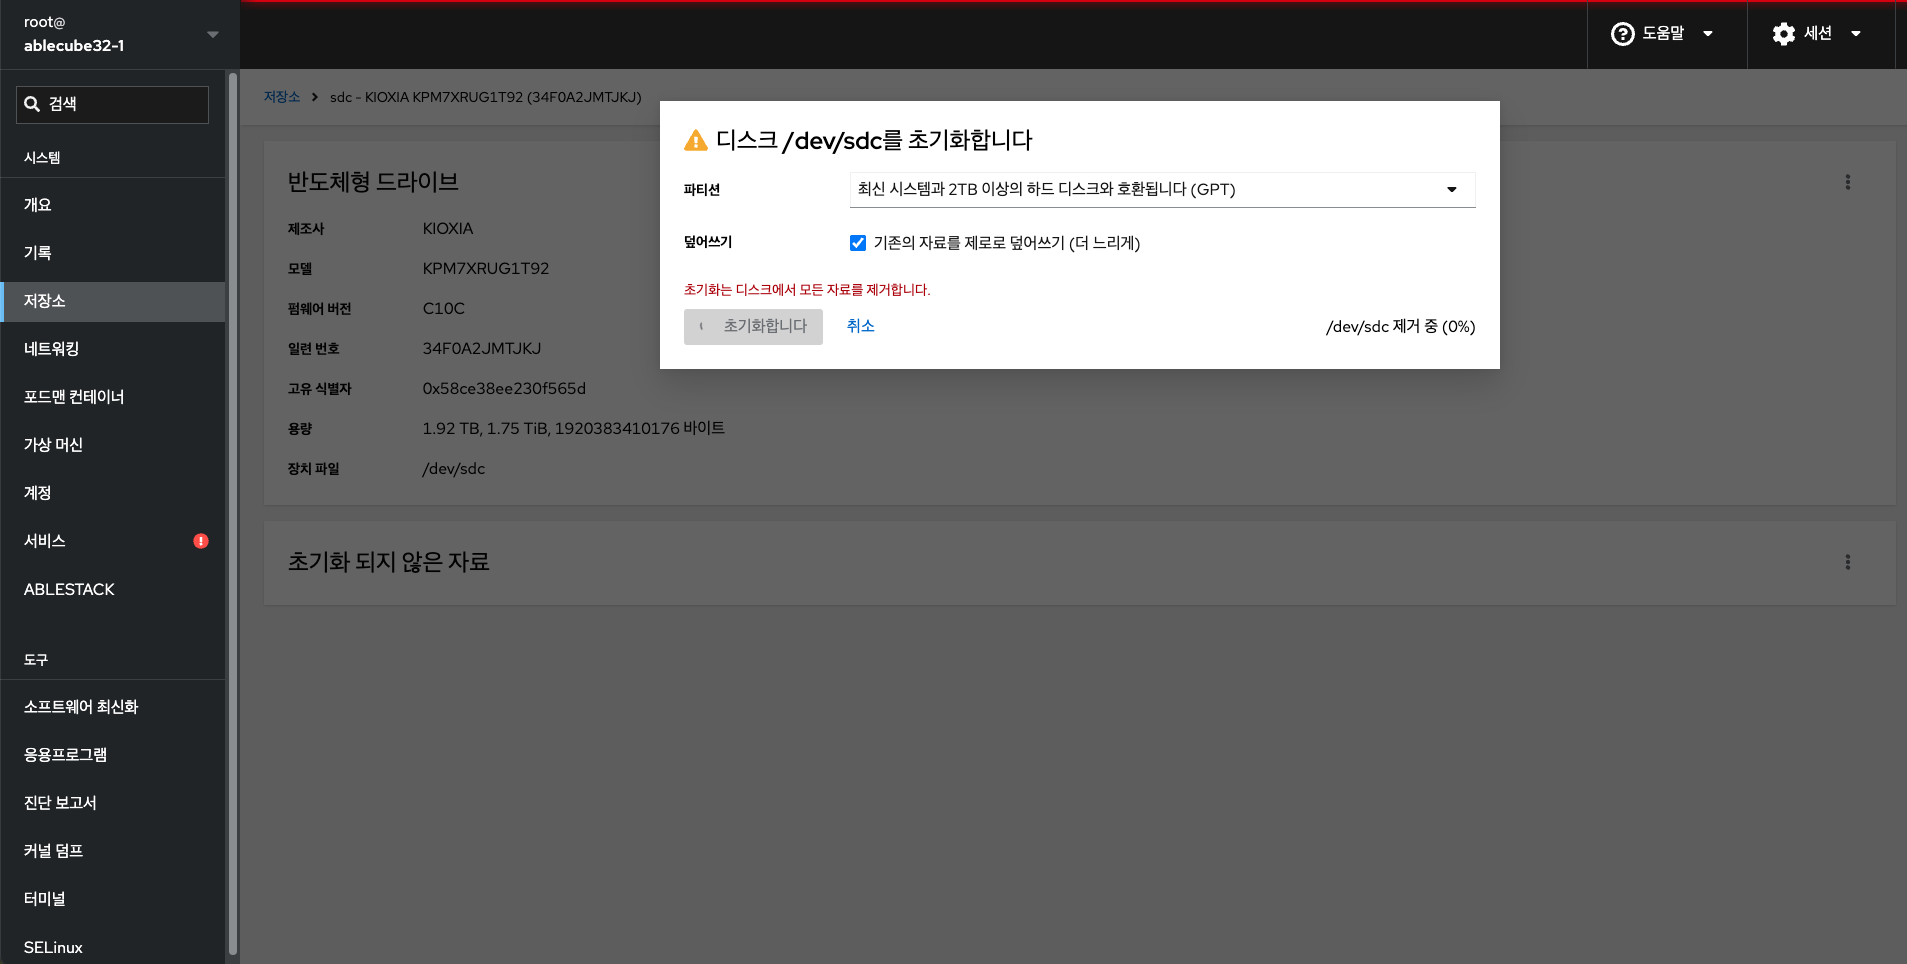 root@
ablecube32-1
도움말
세션
검색
시스템
개요
기록
저장소
네트워킹
포드맨 컨테이너
가상 머신
계정
서비스
ABLESTACK
도구
소프트웨어 최신화
응용프로그램
진단 보고서
커널 덤프
터미널
SELinux
저장소 > sdc - KIOXIA KPM7XRUG1T92 (34F0A2JMTJKJ)
반도체형 드라이브
제조사 KIOXIA
모델 KPM7XRUG1T92
펌웨어 버전 C10C
일련 번호 34F0A2JMTJKJ
고유 식별자 0x58ce38ee230f565d
용량 1.92 TB, 1.75 TiB, 1920383410176 바이트
장치 파일 /dev/sdc
초기화 되지 않은 자료
디스크 /dev/sdc를 초기화합니다
파티션 최신 시스템과 2TB 이상의 하드 디스크와 호환됩니다 (GPT)
덮어쓰기 기존의 자료를 제로로 덮어쓰기 (더 느리게)
초기화는 디스크에서 모든 자료를 제거합니다.
초기화합니다 취소 /dev/sdc 제거 중 (0%)